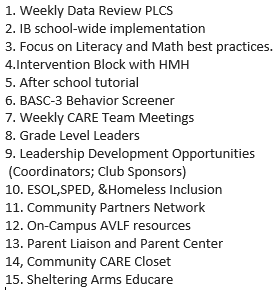 1. Weekly Data Review PLCS
2. IB school-wide implementation
3. Focus on Literacy and Math best practices.
4.Intervention Block with HMH
5. After school tutorial
6. BASC-3 Behavior Screener
7. Weekly CARE Team Meetings
8. Grade Level Leaders
9. Leadership Development Opportunities
(Coordinators; Club Sponsors)
10. ESOL,SPED, &Homeless Inclusion
11. Community Partners Network
12. On-Campus AVLF resources
13. Parent Liaison and Parent Center
14, Community CARE Closet
15. Sheltering Arms Educare